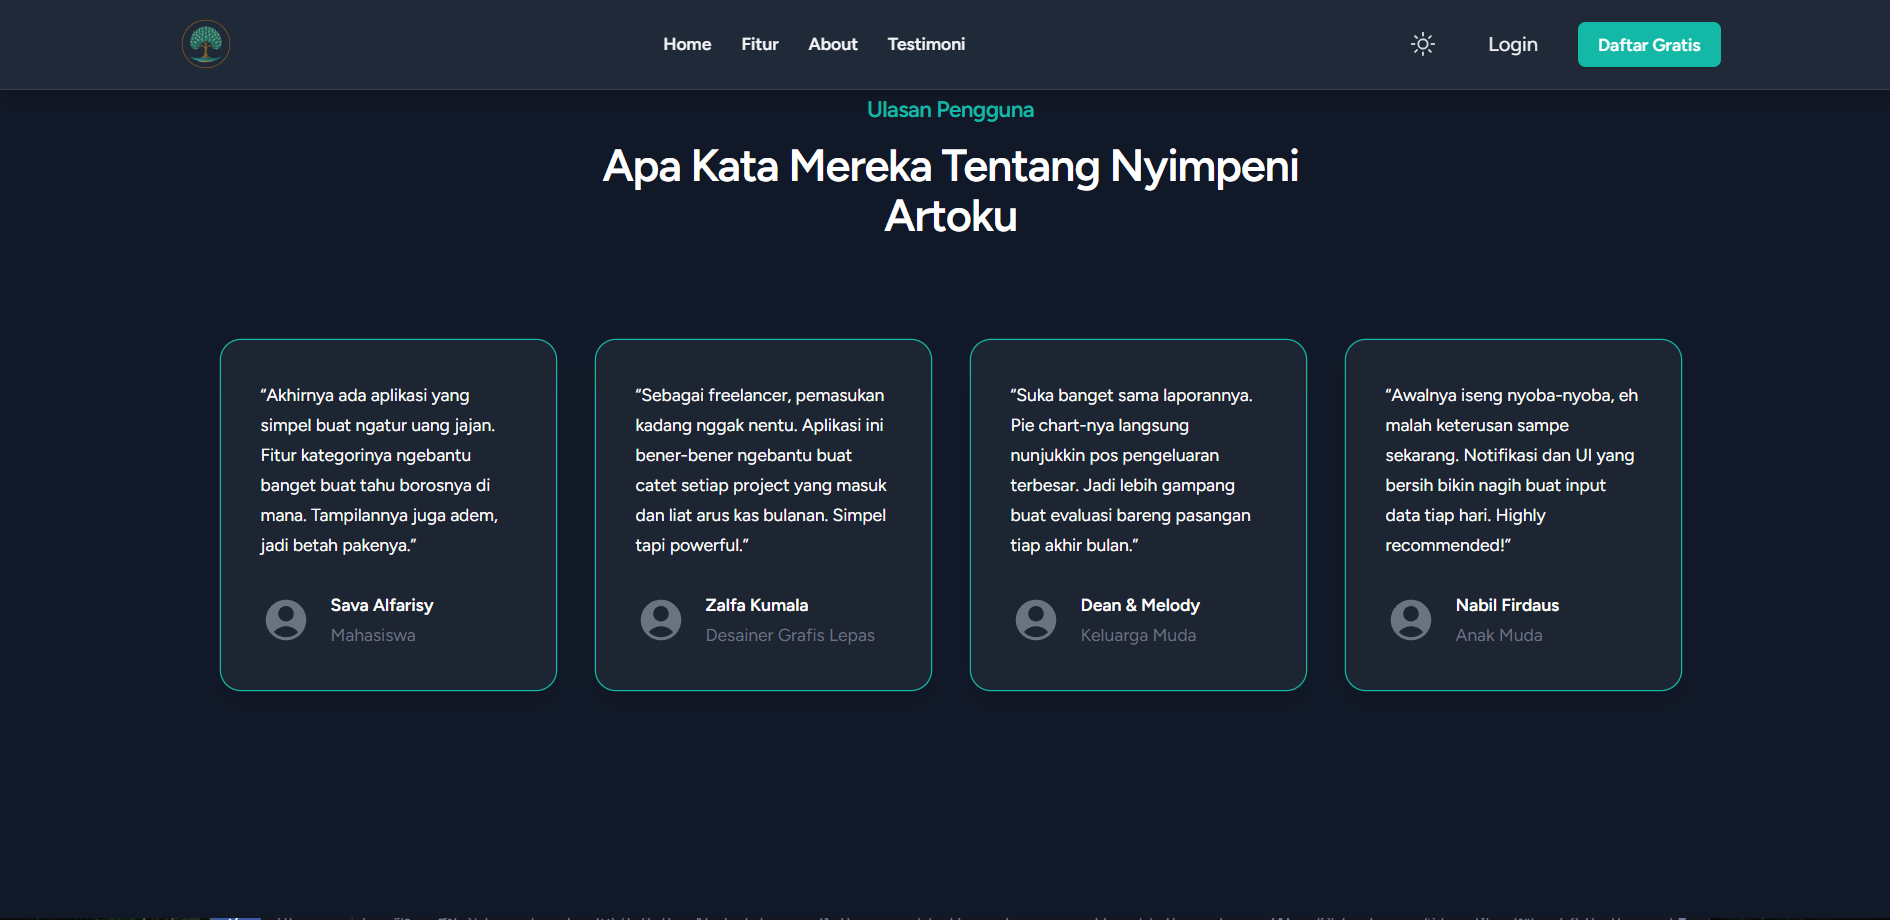 Home Fitur About Testimoni Login Daftar Gratis
Ulasan Pengguna
Apa Kata Mereka Tentang Nyimpeni
Artoku
“Akhirnya ada aplikasi yang
simpel buat ngatur uang jajan.
Fitur kategorinya ngebantu
banget buat tahu borosnya di
mana. Tampilannya juga adem,
jadi betah pakenya.”
Sava Alfarisy
Mahasiswa
“Sebagai freelancer, pemasukan
kadang nggak nentu. Aplikasi ini
bener-bener ngebantu buat
catet setiap project yang masuk
dan liat arus kas bulanan. Simpel
tapi powerful.”
Zalfa Kumala
Desainer Grafis Lepas
“Suka banget sama laporannya.
Pie chart-nya langsung
nunjukkin pos pengeluaran
terbesar. Jadi lebih gampang
buat evaluasi bareng pasangan
tiap akhir bulan.”
Dean & Melody
Keluarga Muda
“Awalnya iseng nyoba-nyoba, eh
malah keterusan sampe
sekarang. Notifikasi dan UI yang
bersih bikin nagih buat input
data tiap hari. Highly
recommended!”
Nabil Firdaus
Anak Muda